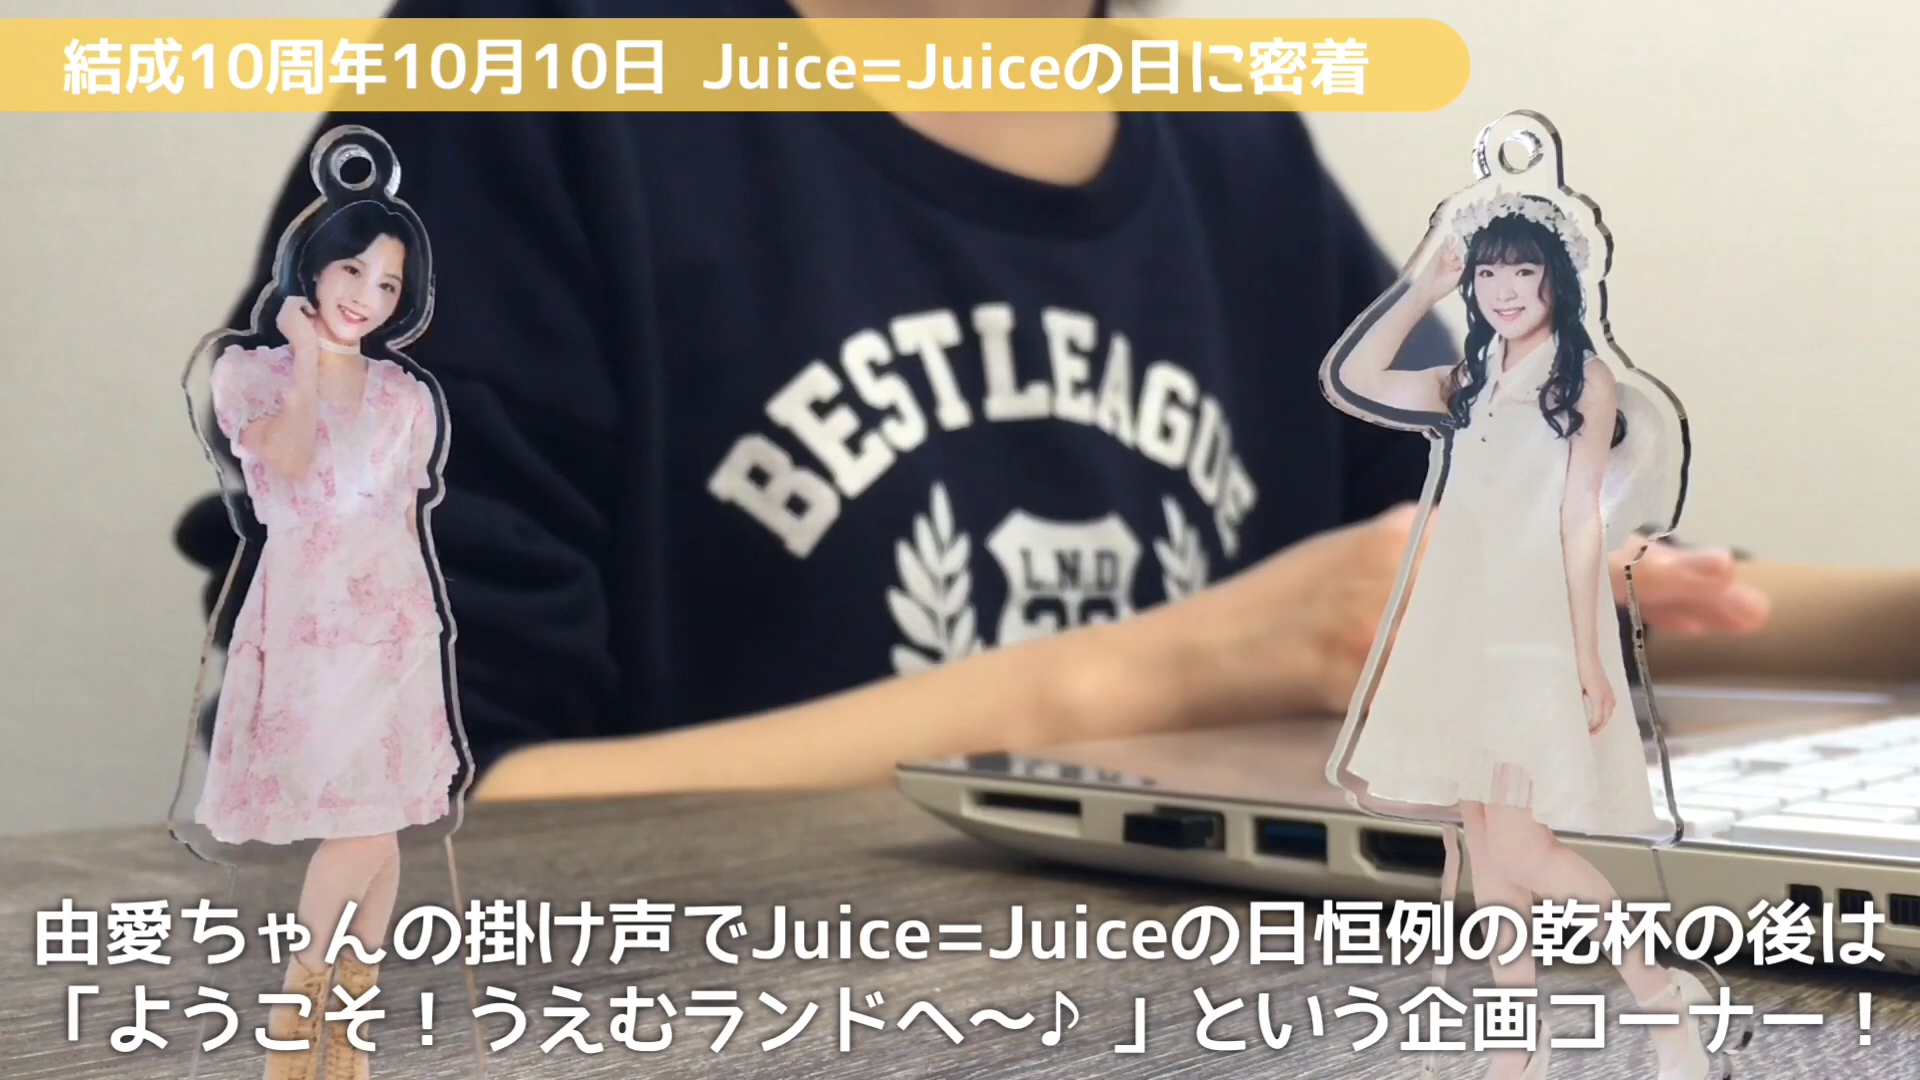 結成10周年10月10日 Juice=Juiceの日に密着
BEST LEAGUE
L.N.D
由愛ちゃんの掛け声でJuice=Juiceの日恒例の乾杯の後は
「ようこそ！うえむランドへ〜♪」という企画コーナー！